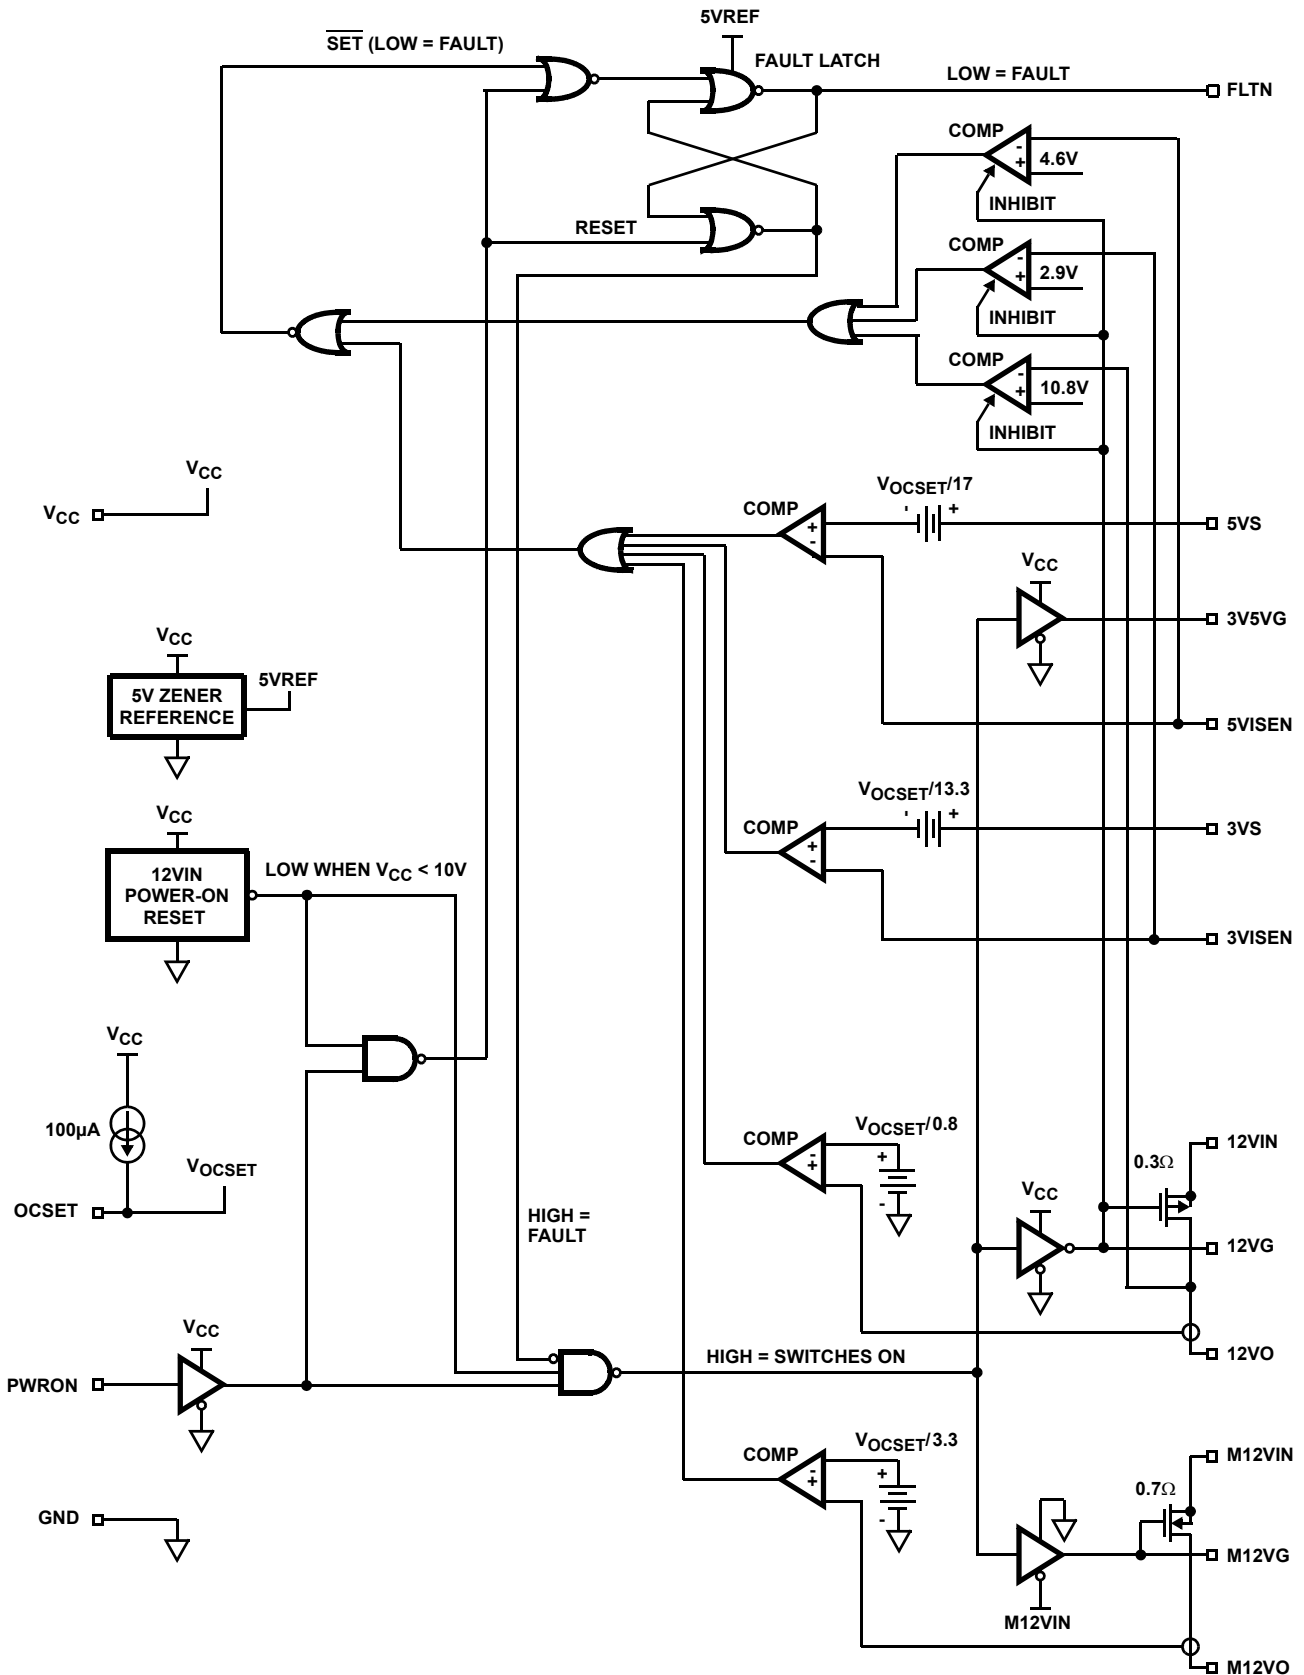 5VREF
SET (LOW = FAULT)
FAULT LATCH
LOW = FAULT
FLTN
COMP
-
+
4.6V
INHIBIT
RESET
COMP
-
+
2.9V
INHIBIT
COMP
-
+
10.8V
INHIBIT
VCC
VCC
VOCSET/17
-
+
COMP
+
-
5VS
VCC
3V5VG
VCC
5VREF
5V ZENER
REFERENCE
5VISEN
VOCSET/13.3
-
+
COMP
+
-
3VS
VCC
12VIN
POWER-ON
RESET
LOW WHEN VCC < 10V
3VISEN
VCC
100µA
VOCSET
OCSET
COMP
-
+
VOCSET/0.8
+
-
12VIN
0.3Ω
VCC
HIGH =
FAULT
12VG
VCC
PWRON
HIGH = SWITCHES ON
12VO
COMP
-
+
VOCSET/3.3
+
-
M12VIN
0.7Ω
GND
M12VG
M12VIN
M12VO